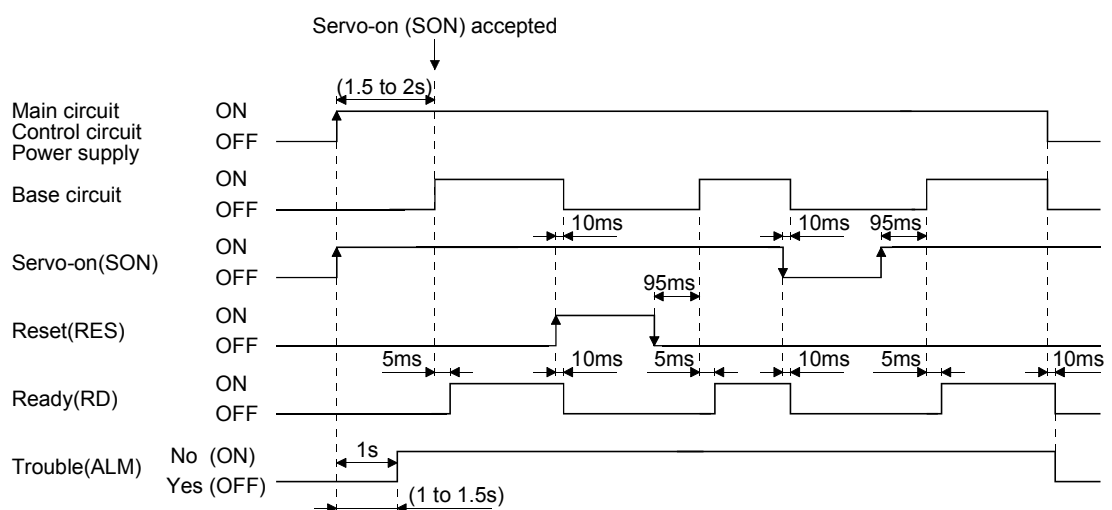 Servo-on (SON) accepted
(1.5 to 2s)
Main circuit
Control circuit
Power supply
ON
OFF
Base circuit
ON
OFF
10ms
10ms
95ms
Servo-on(SON)
ON
OFF
95ms
Reset(RES)
ON
OFF
5ms
10ms
5ms
10ms
5ms
10ms
Ready(RD)
ON
OFF
Trouble(ALM)
No (ON)
Yes (OFF)
1s
(1 to 1.5s)